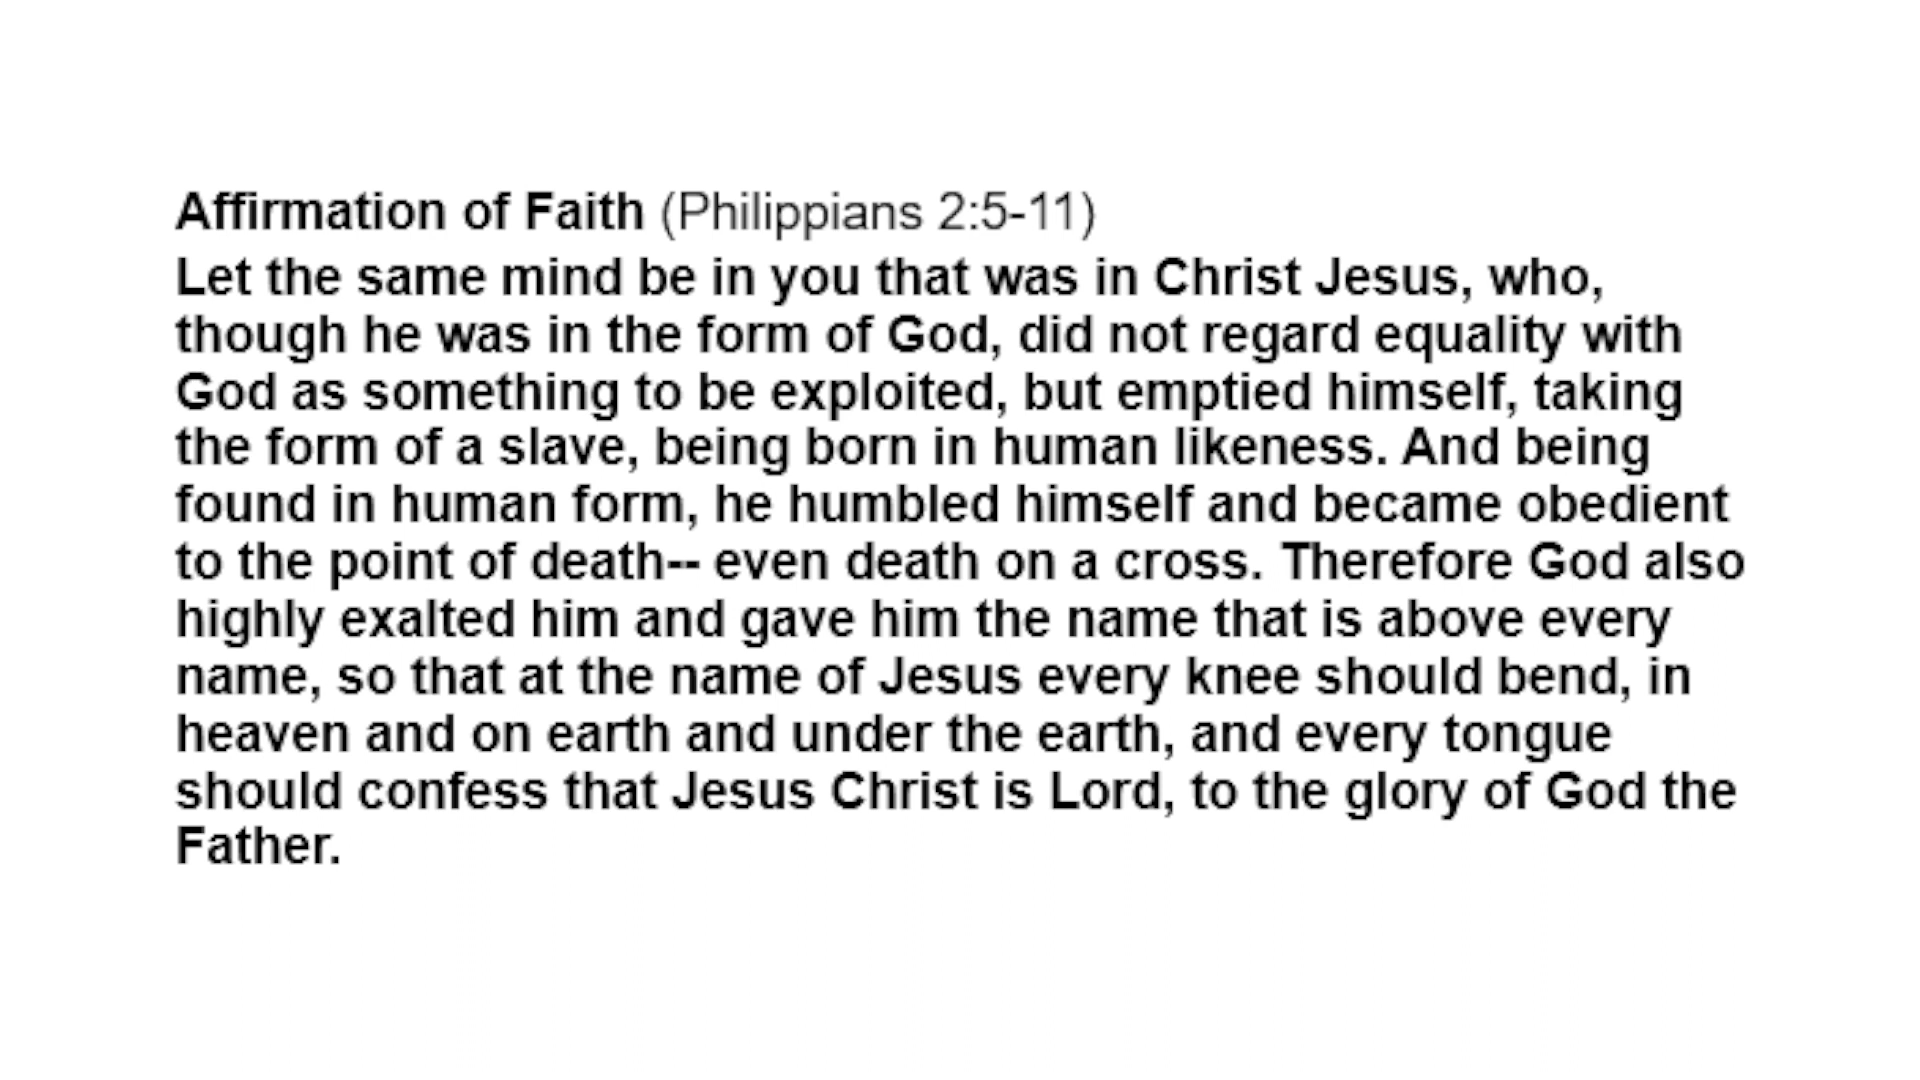 Affirmation of Faith (Philippians 2:5-11)
Let the same mind be in you that was in Christ Jesus, who,
though he was in the form of God, did not regard equality with
God as something to be exploited, but emptied himself, taking
the form of a slave, being born in human likeness. And being
found in human form, he humbled himself and became obedient
to the point of death-- even death on a cross. Therefore God also
highly exalted him and gave him the name that is above every
name, so that at the name of Jesus every knee should bend, in
heaven and on earth and under the earth, and every tongue
should confess that Jesus Christ is Lord, to the glory of God the
Father.